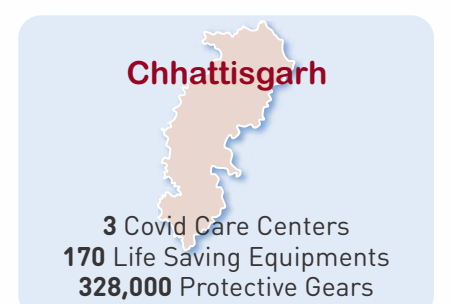 Chhattisgarh
3 Covid Care Centers
170 Life Saving Equipments
328,000 Protective Gears